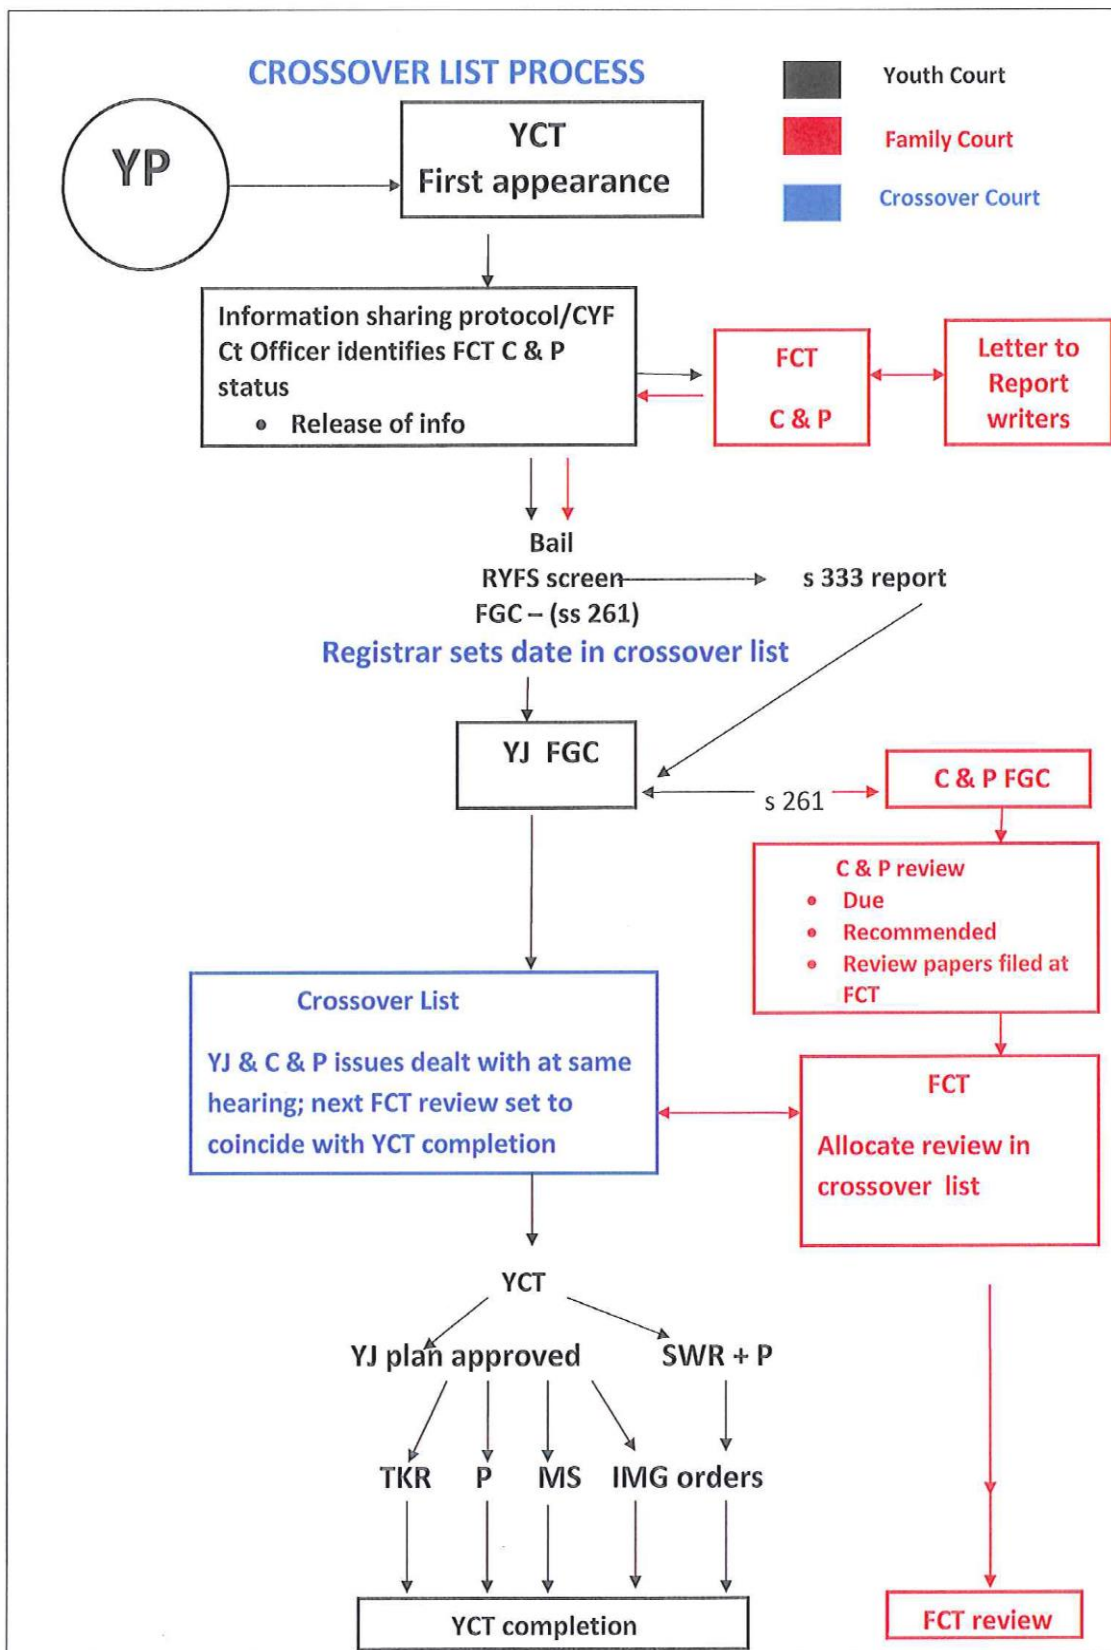 CROSSOVER LIST PROCESS
Youth Court
Family Court
Crossover Court
YP
YCT
First appearance
Information sharing protocol/CYF
Ct Officer identifies FCT C & P
status
• Release of info
FCT
C & P
Letter to
Report
writers
Bail
RYFS screen
s 333 report
FGC – (ss 261)
Registrar sets date in crossover list
YJ FGC
s 261
C & P FGC
C & P review
• Due
• Recommended
• Review papers filed at
FCT
Crossover List
YJ & C & P issues dealt with at same
hearing; next FCT review set to
coincide with YCT completion
FCT
Allocate review in
crossover list
YCT
YJ plan approved
SWR + P
TKR
P
MS
IMG orders
YCT completion
FCT review